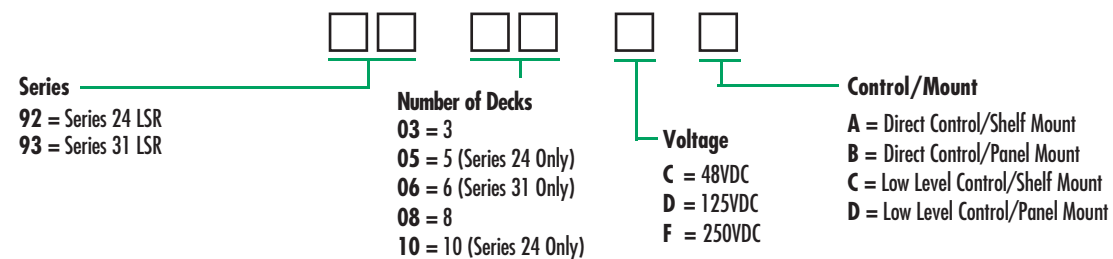 Series
92 = Series 24 LSR
93 = Series 31 LSR
Number of Decks
03 = 3
05 = 5 (Series 24 Only)
06 = 6 (Series 31 Only)
08 = 8
10 = 10 (Series 24 Only)
Voltage
C = 48VDC
D = 125VDC
F = 250VDC
Control/Mount
A = Direct Control/Shelf Mount
B = Direct Control/Panel Mount
C = Low Level Control/Shelf Mount
D = Low Level Control/Panel Mount